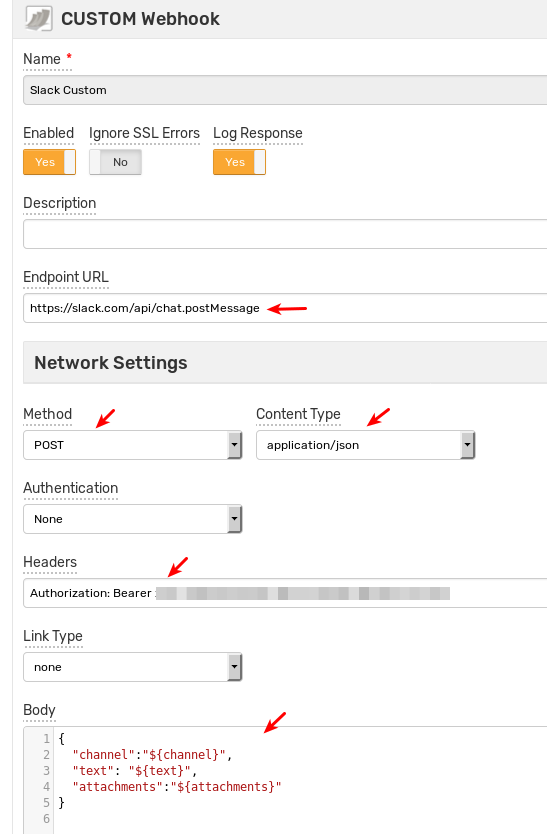 CUSTOM Webhook
Name *
Slack Custom
Enabled Ignore SSL Errors Log Response
Yes No Yes
Description
Endpoint URL
https://slack.com/api/chat.postMessage
Network Settings
Method Content Type
POST application/json
Authentication
None
Headers
Authorization: Bearer
Link Type
none
Body
1 {
2 "channel":"${channel}",
3 "text": "${text}",
4 "attachments":"${attachments}"
5 }
6